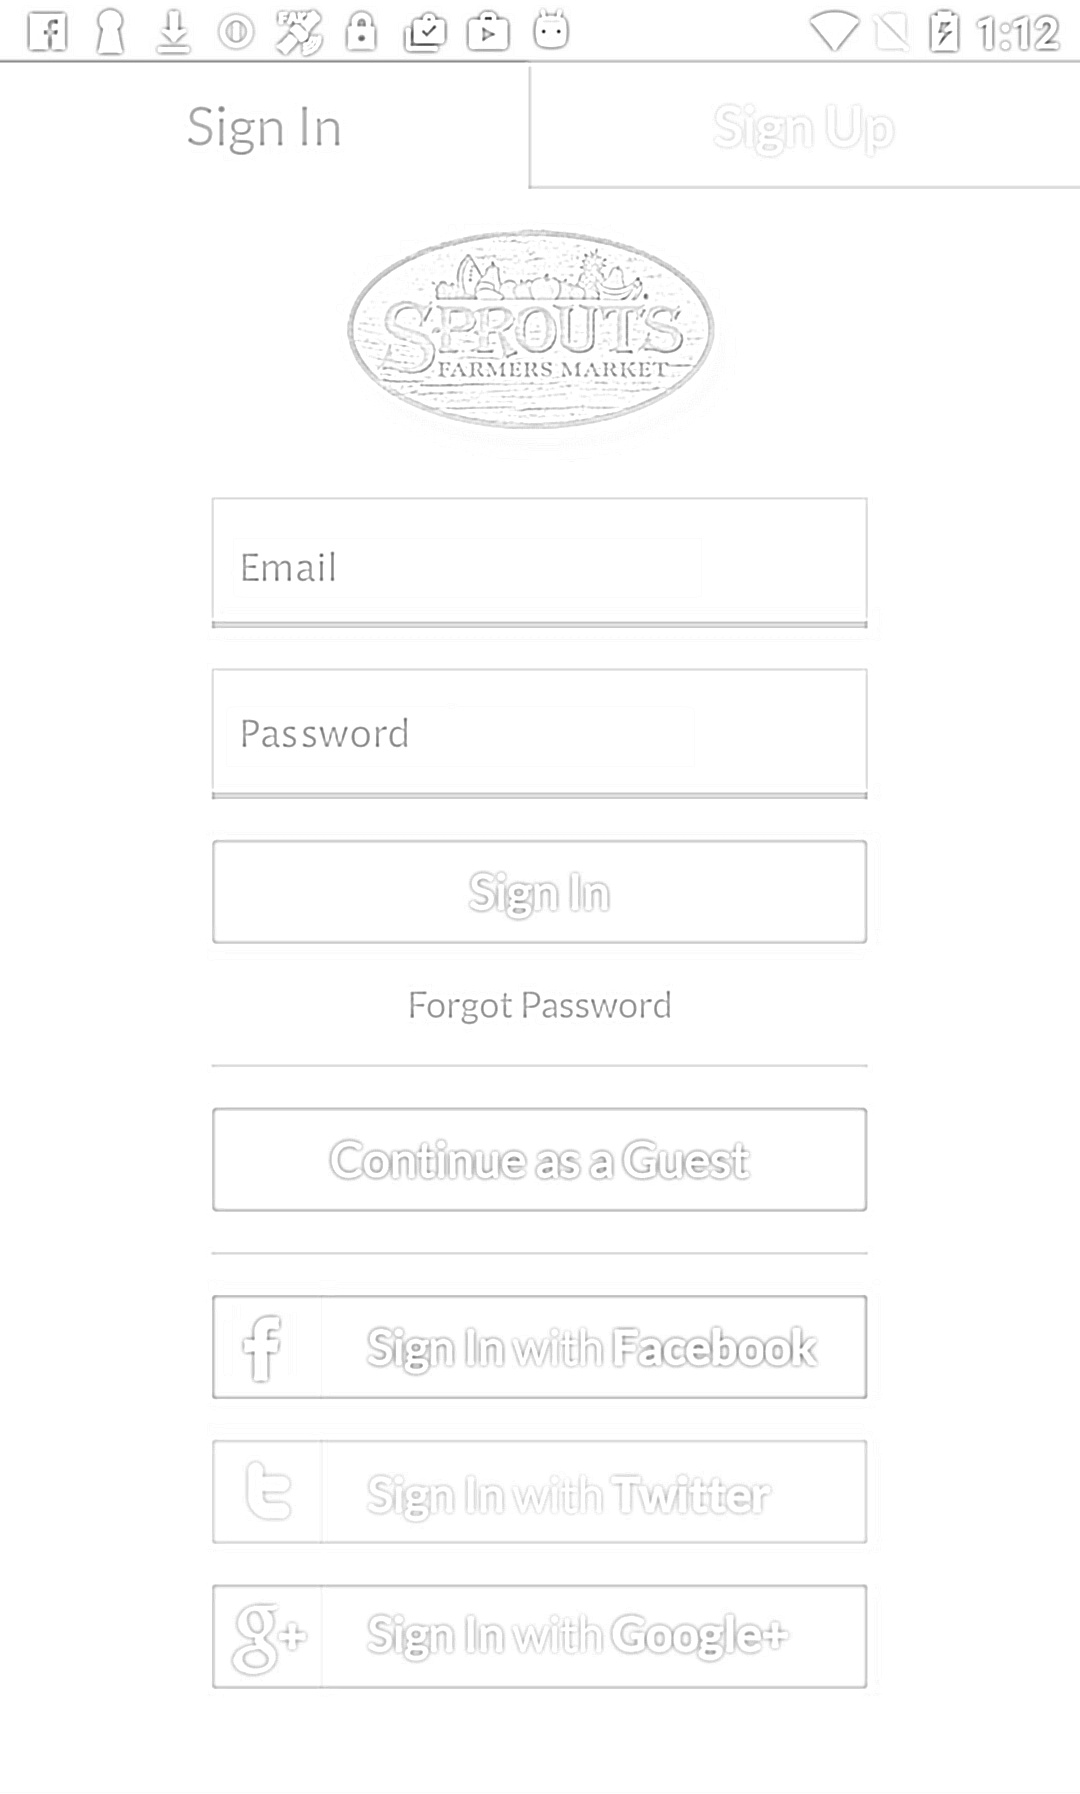 1:12
Sign In
Sign Up
SPROUTS
FARMERS MARKET
Email
Password
Sign In
Forgot Password
Continue as a Guest
f Sign In with Facebook
t Sign In with Twitter
g+ Sign In with Google+